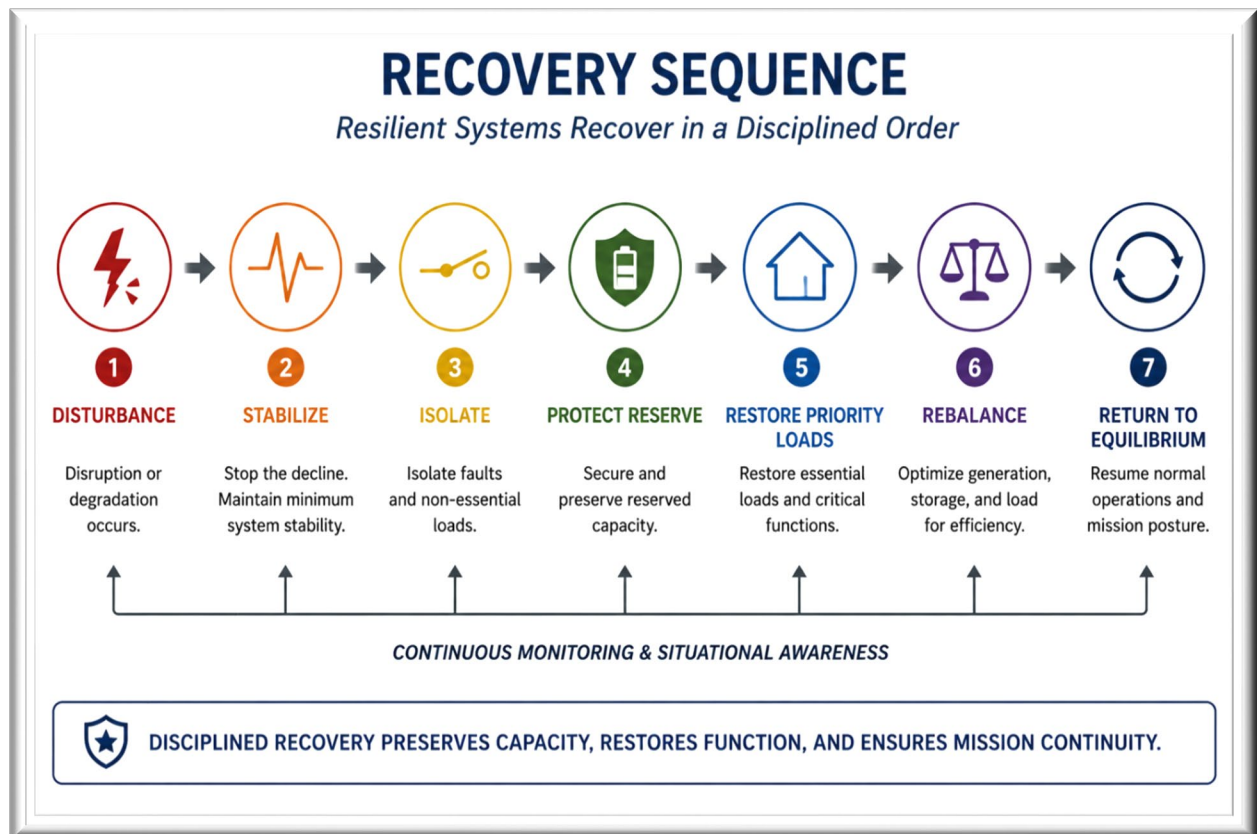 RECOVERY SEQUENCE
Resilient Systems Recover in a Disciplined Order
1
DISTURBANCE
Disruption or
degradation
occurs.
2
STABILIZE
Stop the decline.
Maintain minimum
system stability.
3
ISOLATE
Isolate faults
and non-essential
loads.
4
PROTECT RESERVE
Secure and
preserve reserved
capacity.
5
RESTORE PRIORITY
LOADS
Restore essential
loads and critical
functions.
6
REBALANCE
Optimize generation,
storage, and load
for efficiency.
7
RETURN TO
EQUILIBRIUM
Resume normal
operations and
mission posture.
CONTINUOUS MONITORING & SITUATIONAL AWARENESS
DISCIPLINED RECOVERY PRESERVES CAPACITY, RESTORES FUNCTION, AND ENSURES MISSION CONTINUITY.